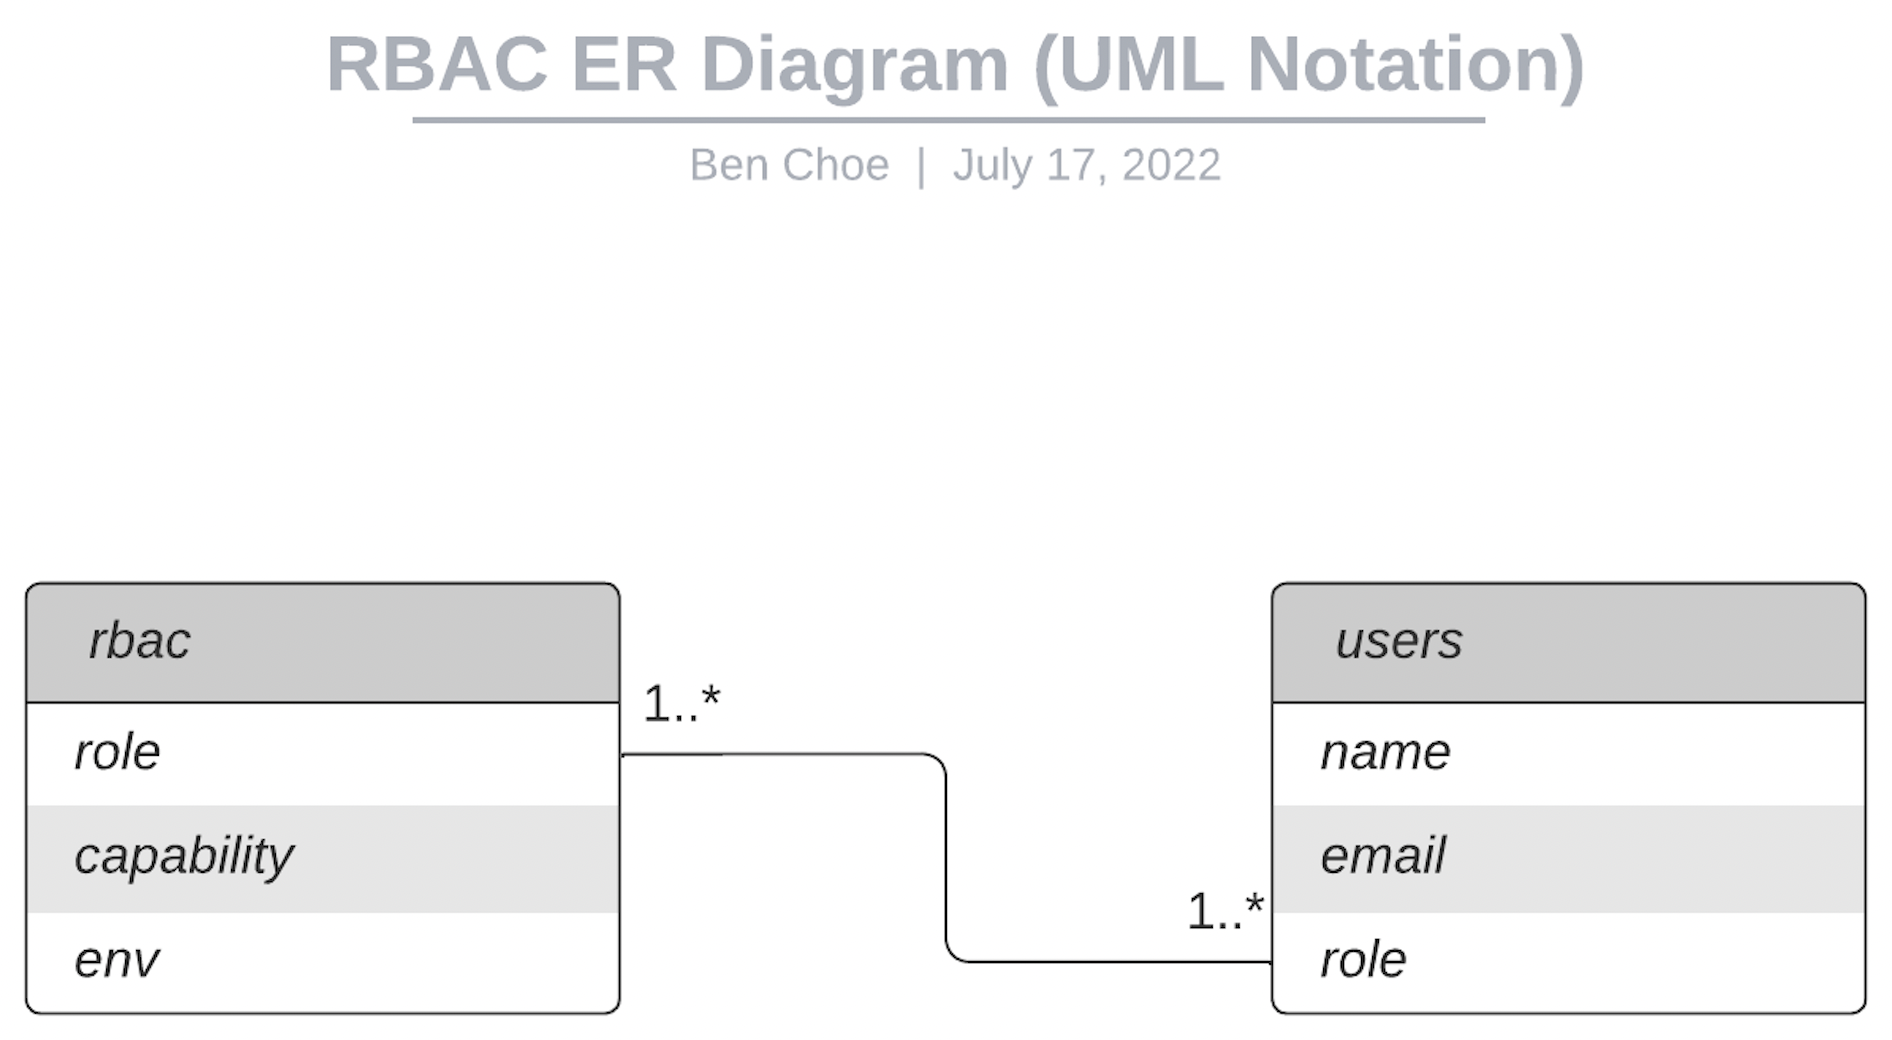 RBAC ER Diagram (UML Notation)
Ben Choe | July 17, 2022
rbac
role
capability
env
1..*
1..*
users
name
email
role